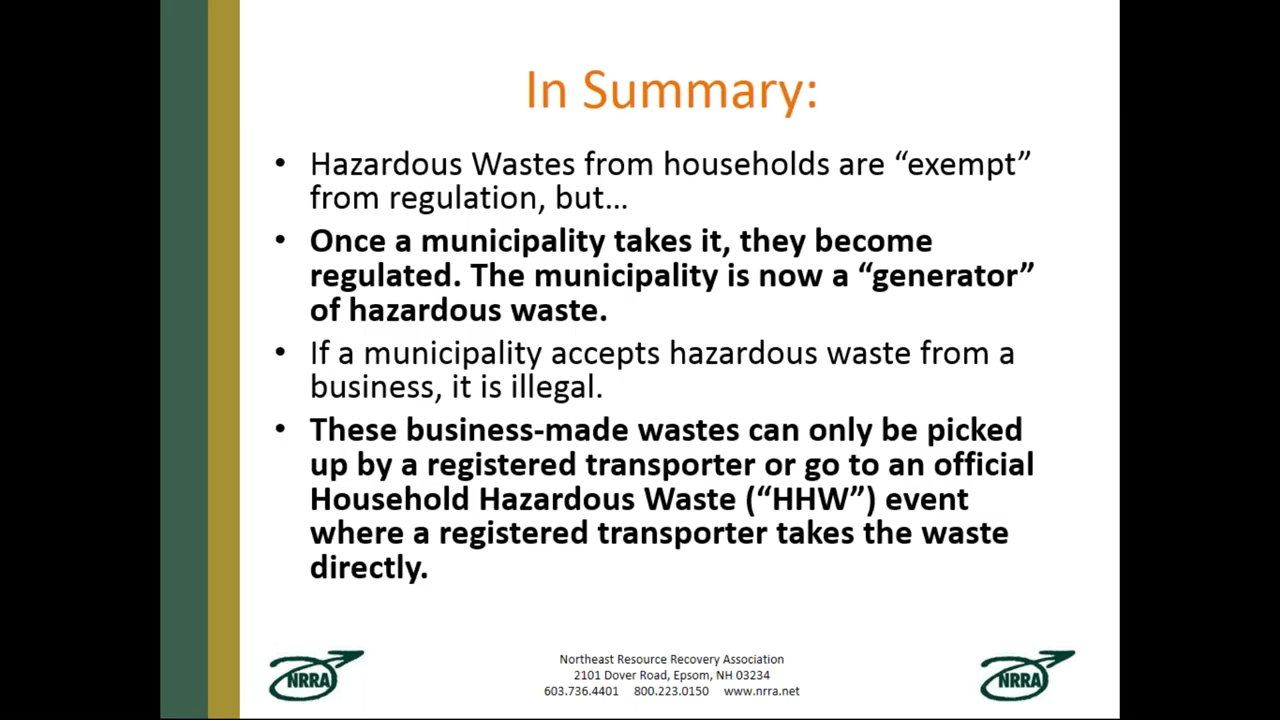 In Summary:
• Hazardous Wastes from households are “exempt”
from regulation, but…
• Once a municipality takes it, they become
regulated. The municipality is now a “generator”
of hazardous waste.
• If a municipality accepts hazardous waste from a
business, it is illegal.
• These business-made wastes can only be picked
up by a registered transporter or go to an official
Household Hazardous Waste (“HHW”) event
where a registered transporter takes the waste
directly.
NRRA
Northeast Resource Recovery Association
2101 Dover Road, Epsom, NH 03234
603.736.4401 800.223.0150 www.nrra.net
NRRA